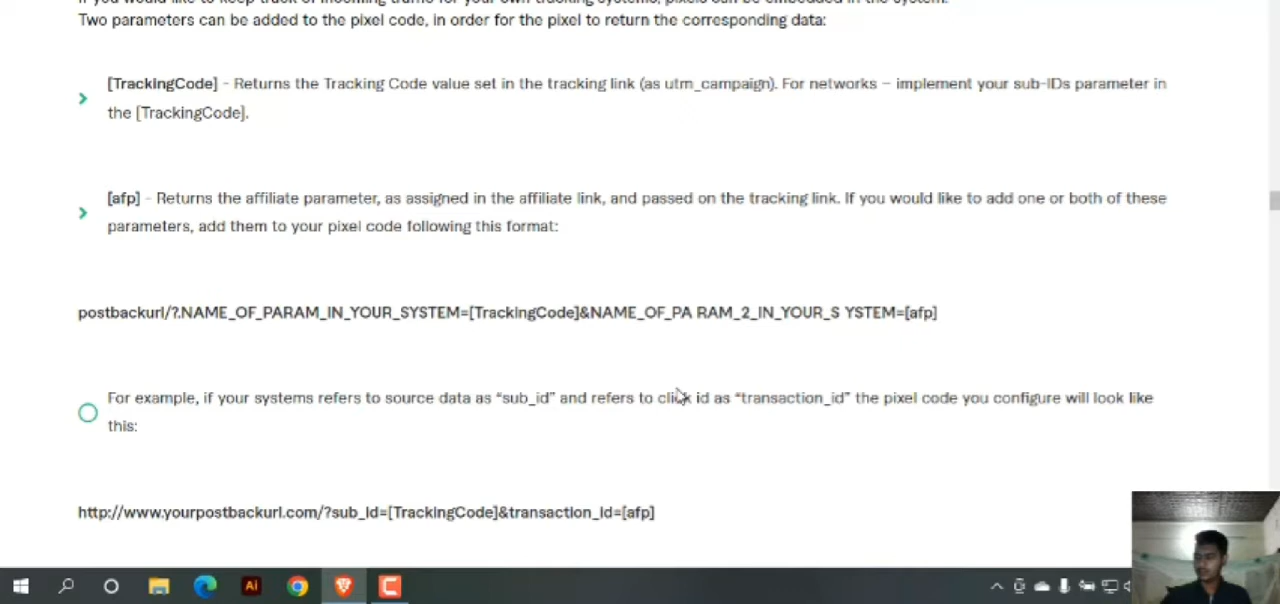 Two parameters can be added to the pixel code, in order for the pixel to return the corresponding data:
[TrackingCode] - Returns the Tracking Code value set in the tracking link (as utm_campaign). For networks – implement your sub-IDs parameter in
the [TrackingCode].
[afp] - Returns the affiliate parameter, as assigned in the affiliate link, and passed on the tracking link. If you would like to add one or both of these
parameters, add them to your pixel code following this format:
postbackurl/?.NAME_OF_PARAM_IN_YOUR_SYSTEM=[TrackingCode]&NAME_OF_PA RAM_2_IN_YOUR_S YSTEM=[afp]
For example, if your systems refers to source data as “sub_id” and refers to click id as “transaction_id” the pixel code you configure will look like
this:
http://www.yourpostbackurl.com/?sub_id=[TrackingCode]&transaction_id=[afp]
Ai